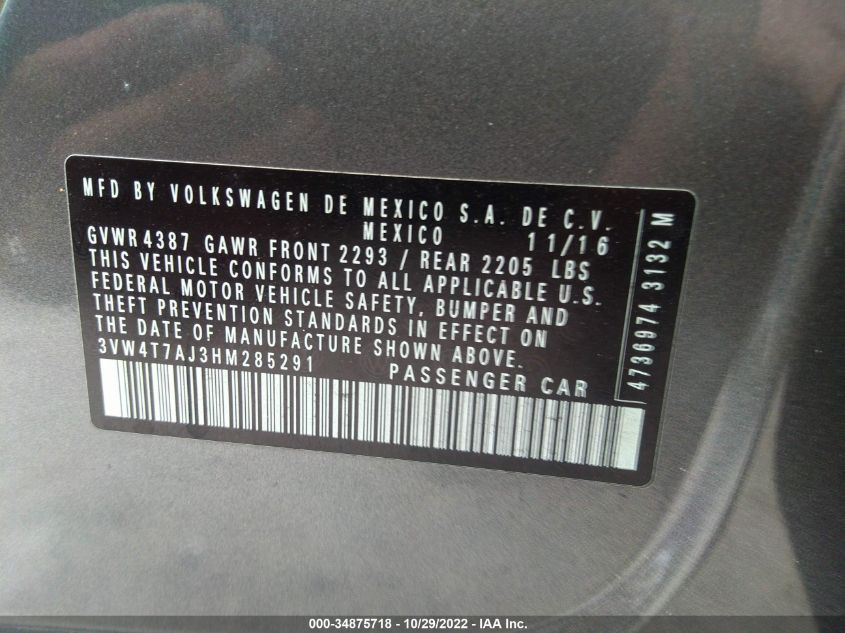 MFD BY VOLKSWAGEN DE MEXICO S.A. DE C.V.
MEXICO 11/16
GVWR 4387 GAWR FRONT 2293 / REAR 2205 LBS
THIS VEHICLE CONFORMS TO ALL APPLICABLE U.S.
FEDERAL MOTOR VEHICLE SAFETY, BUMPER AND
THEFT PREVENTION STANDARDS IN EFFECT ON
THE DATE OF MANUFACTURE SHOWN ABOVE.
3VW4T7AJ3HM285291 PASSENGER CAR
4736974 3132 M
000-34875718 - 10/29/2022 - IAA Inc.